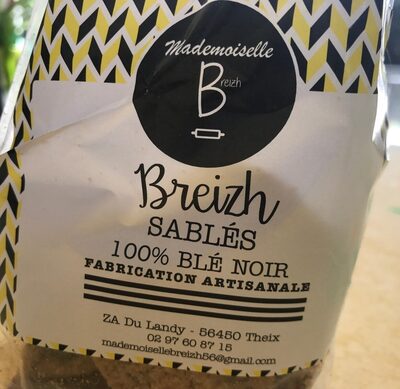 Mademoiselle
Breizh
Breizh
SABLÉS
100% BLÉ NOIR
FABRICATION ARTISANALE
ZA Du Landy - 56450 Theix
02 97 60 87 15
mademoisellebreizh56@gmail.com